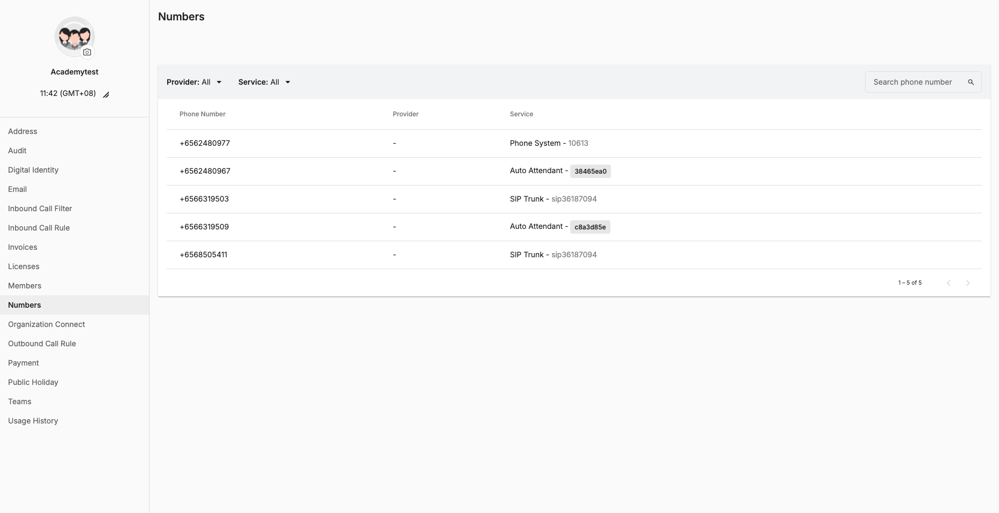 Academytest
11:42 (GMT+08)
Address
Audit
Digital Identity
Email
Inbound Call Filter
Inbound Call Rule
Invoices
Licenses
Members
Numbers
Organization Connect
Outbound Call Rule
Payment
Public Holiday
Teams
Usage History
Numbers
Provider: All Service: All Search phone number
Phone Number Provider Service
+6562480977 - Phone System - 10613
+6562480967 - Auto Attendant - 38465ea0
+6566319503 - SIP Trunk - sip36187094
+6566319509 - Auto Attendant - c8a3d85e
+6568505411 - SIP Trunk - sip36187094
1 – 5 of 5